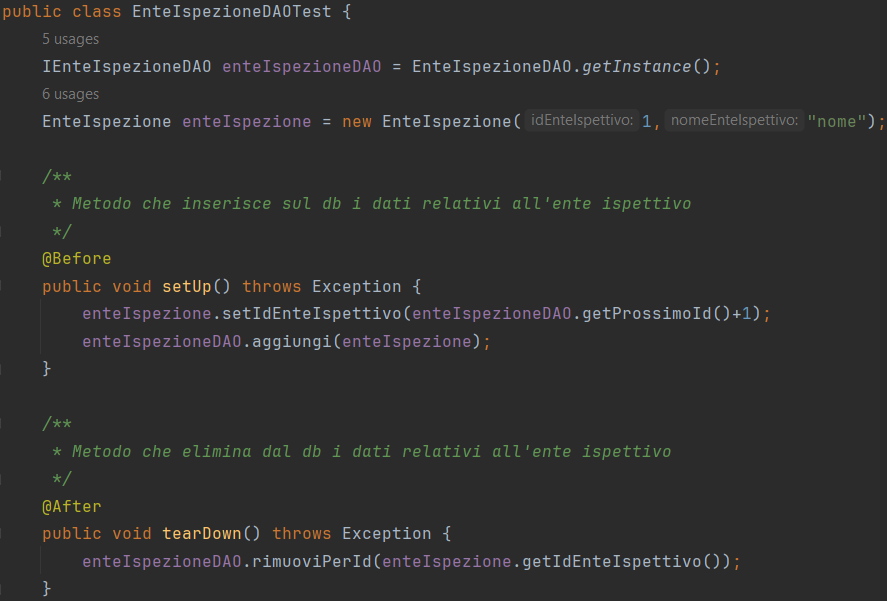 public class EnteIspezioneDAOTest {
5 usages
IEnteIspezioneDAO enteIspezioneDAO = EnteIspezioneDAO.getInstance();
6 usages
EnteIspezione enteIspezione = new EnteIspezione( idEnteIspettivo: 1, nomeEnteIspettivo: "nome");
/**
* Metodo che inserisce sul db i dati relativi all'ente ispettivo
*/
@Before
public void setUp() throws Exception {
enteIspezione.setIdEnteIspettivo(enteIspezioneDAO.getProssimoId()+1);
enteIspezioneDAO.aggiungi(enteIspezione);
}
/**
* Metodo che elimina dal db i dati relativi all'ente ispettivo
*/
@After
public void tearDown() throws Exception {
enteIspezioneDAO.rimuoviPerId(enteIspezione.getIdEnteIspettivo());
}